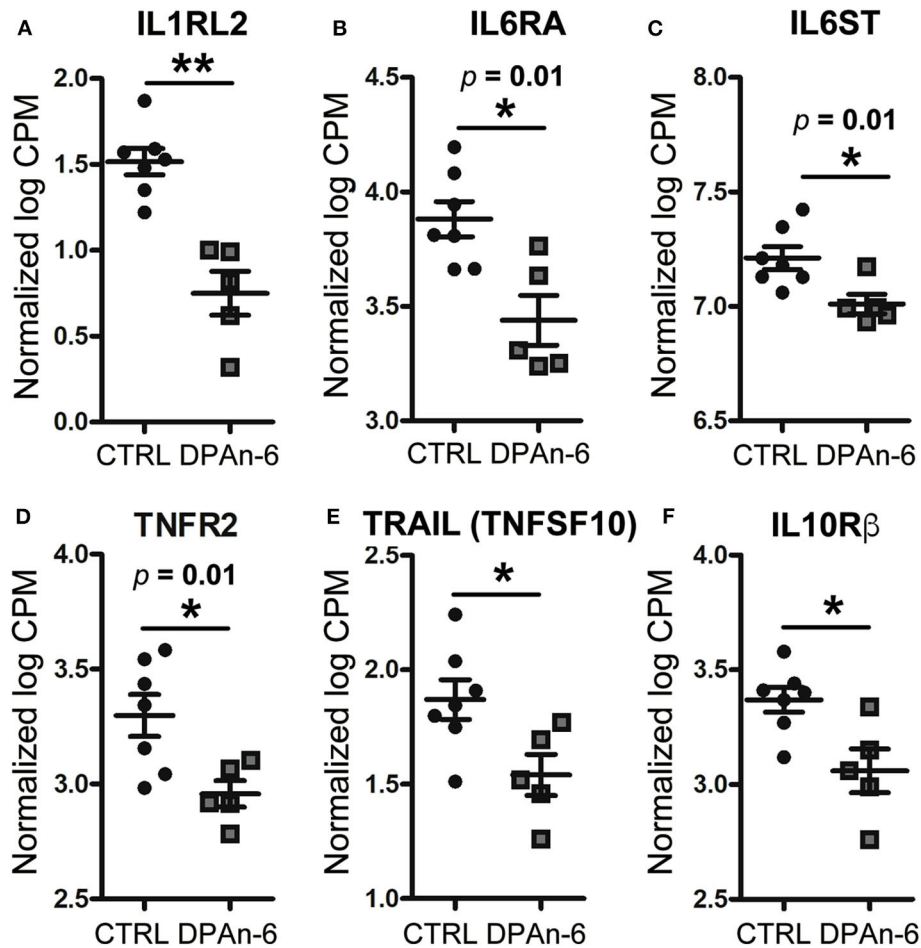 A IL1RL2
**
Normalized log CPM
2.0
1.5
1.0
0.5
0.0
CTRL DPAn-6
B IL6RA
p = 0.01
*
Normalized log CPM
4.5
4.0
3.5
3.0
CTRL DPAn-6
C IL6ST
p = 0.01
*
Normalized log CPM
8.0
7.5
7.0
6.5
CTRL DPAn-6
D TNFR2
p = 0.01
*
Normalized log CPM
4.0
3.5
3.0
2.5
CTRL DPAn-6
E TRAIL (TNFSF10)
*
Normalized log CPM
2.5
2.0
1.5
1.0
CTRL DPAn-6
F IL10Rβ
*
Normalized log CPM
4.0
3.5
3.0
2.5
CTRL DPAn-6